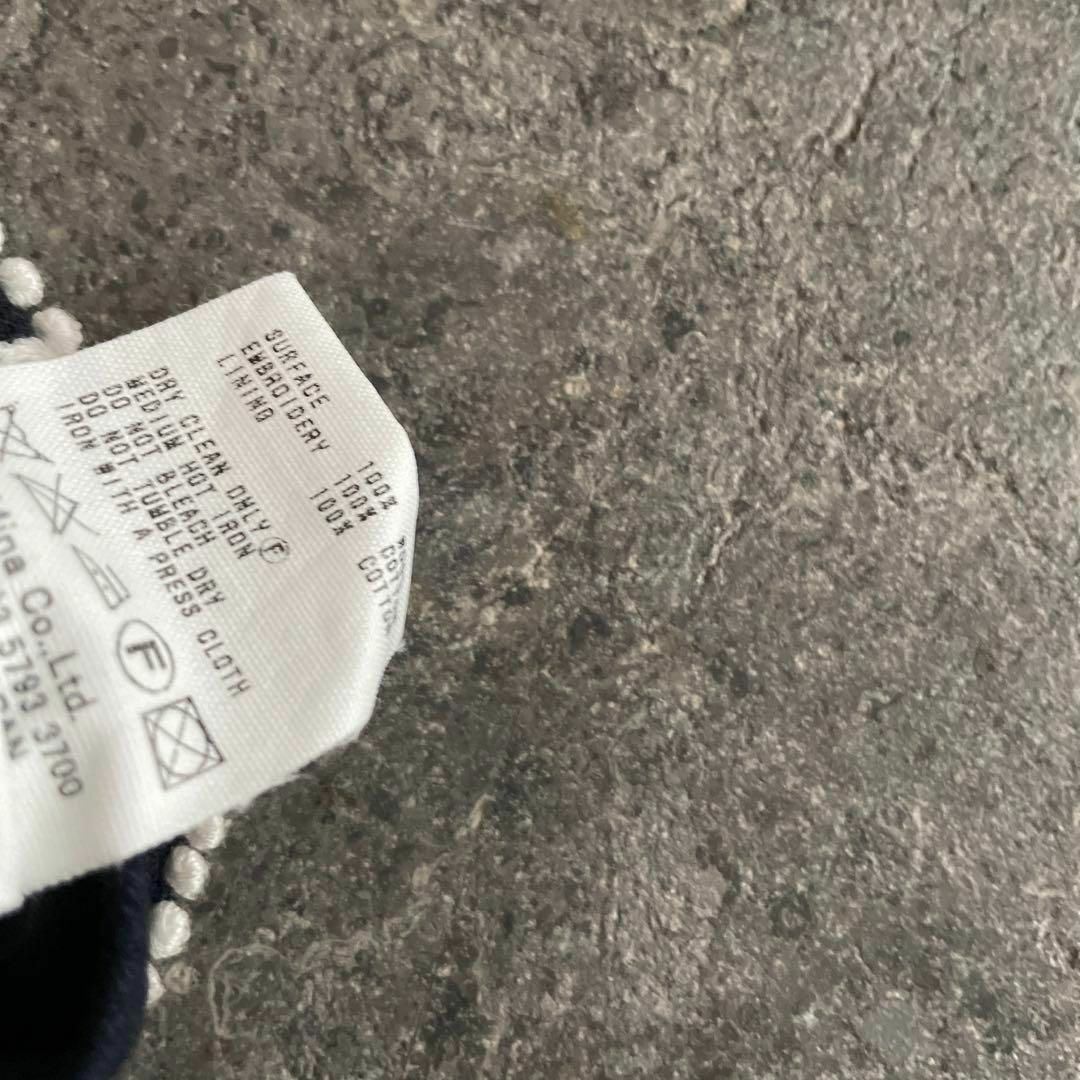 SURFACE 100%
EMBROIDERY 100%
LINING 100% COTTON
DRY CLEAN ONLY Ⓕ
MEDIUM HOT IRON
DO NOT BLEACH
DO NOT TUMBLE DRY
IRON WITH A PRESS CLOTH
F
Co.,Ltd.
5793 3700